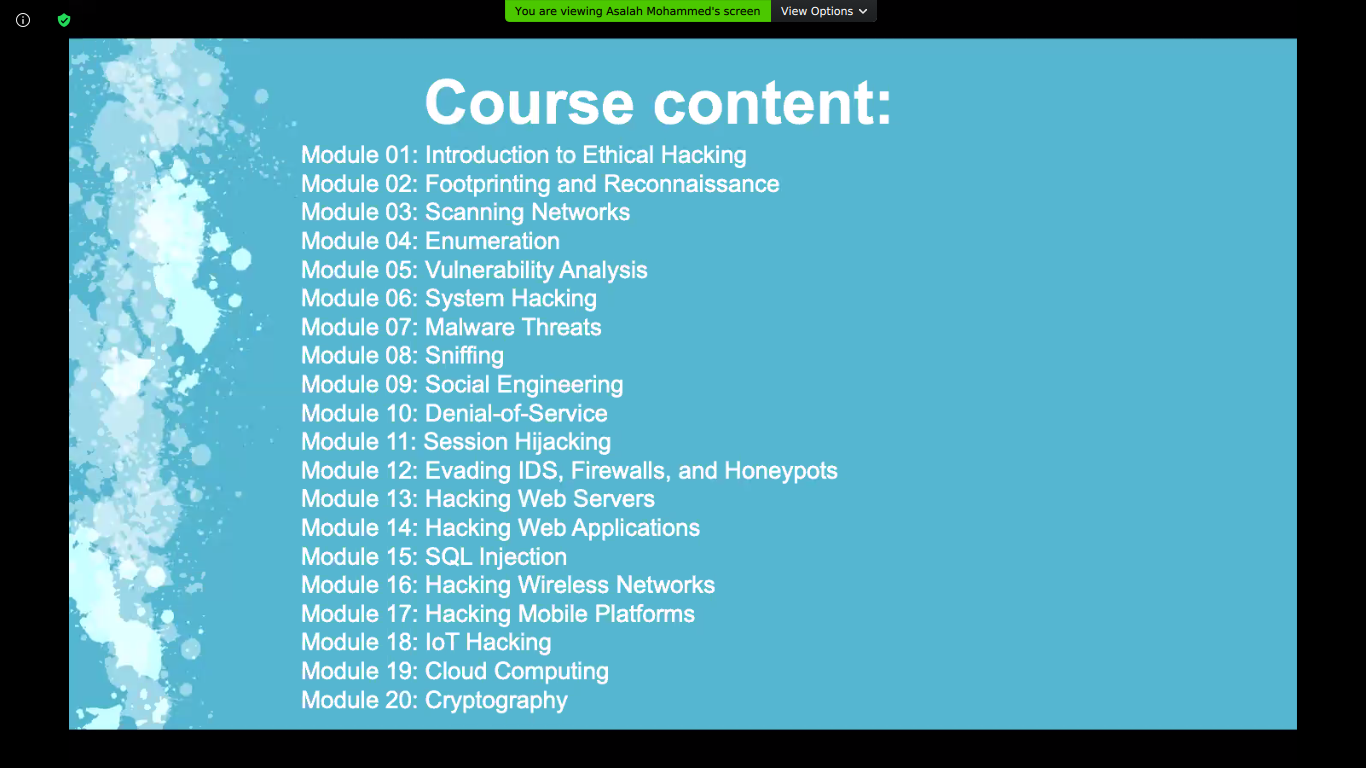 You are viewing Asalah Mohammed's screen
View Options
Course content:
Module 01: Introduction to Ethical Hacking
Module 02: Footprinting and Reconnaissance
Module 03: Scanning Networks
Module 04: Enumeration
Module 05: Vulnerability Analysis
Module 06: System Hacking
Module 07: Malware Threats
Module 08: Sniffing
Module 09: Social Engineering
Module 10: Denial-of-Service
Module 11: Session Hijacking
Module 12: Evading IDS, Firewalls, and Honeypots
Module 13: Hacking Web Servers
Module 14: Hacking Web Applications
Module 15: SQL Injection
Module 16: Hacking Wireless Networks
Module 17: Hacking Mobile Platforms
Module 18: IoT Hacking
Module 19: Cloud Computing
Module 20: Cryptography